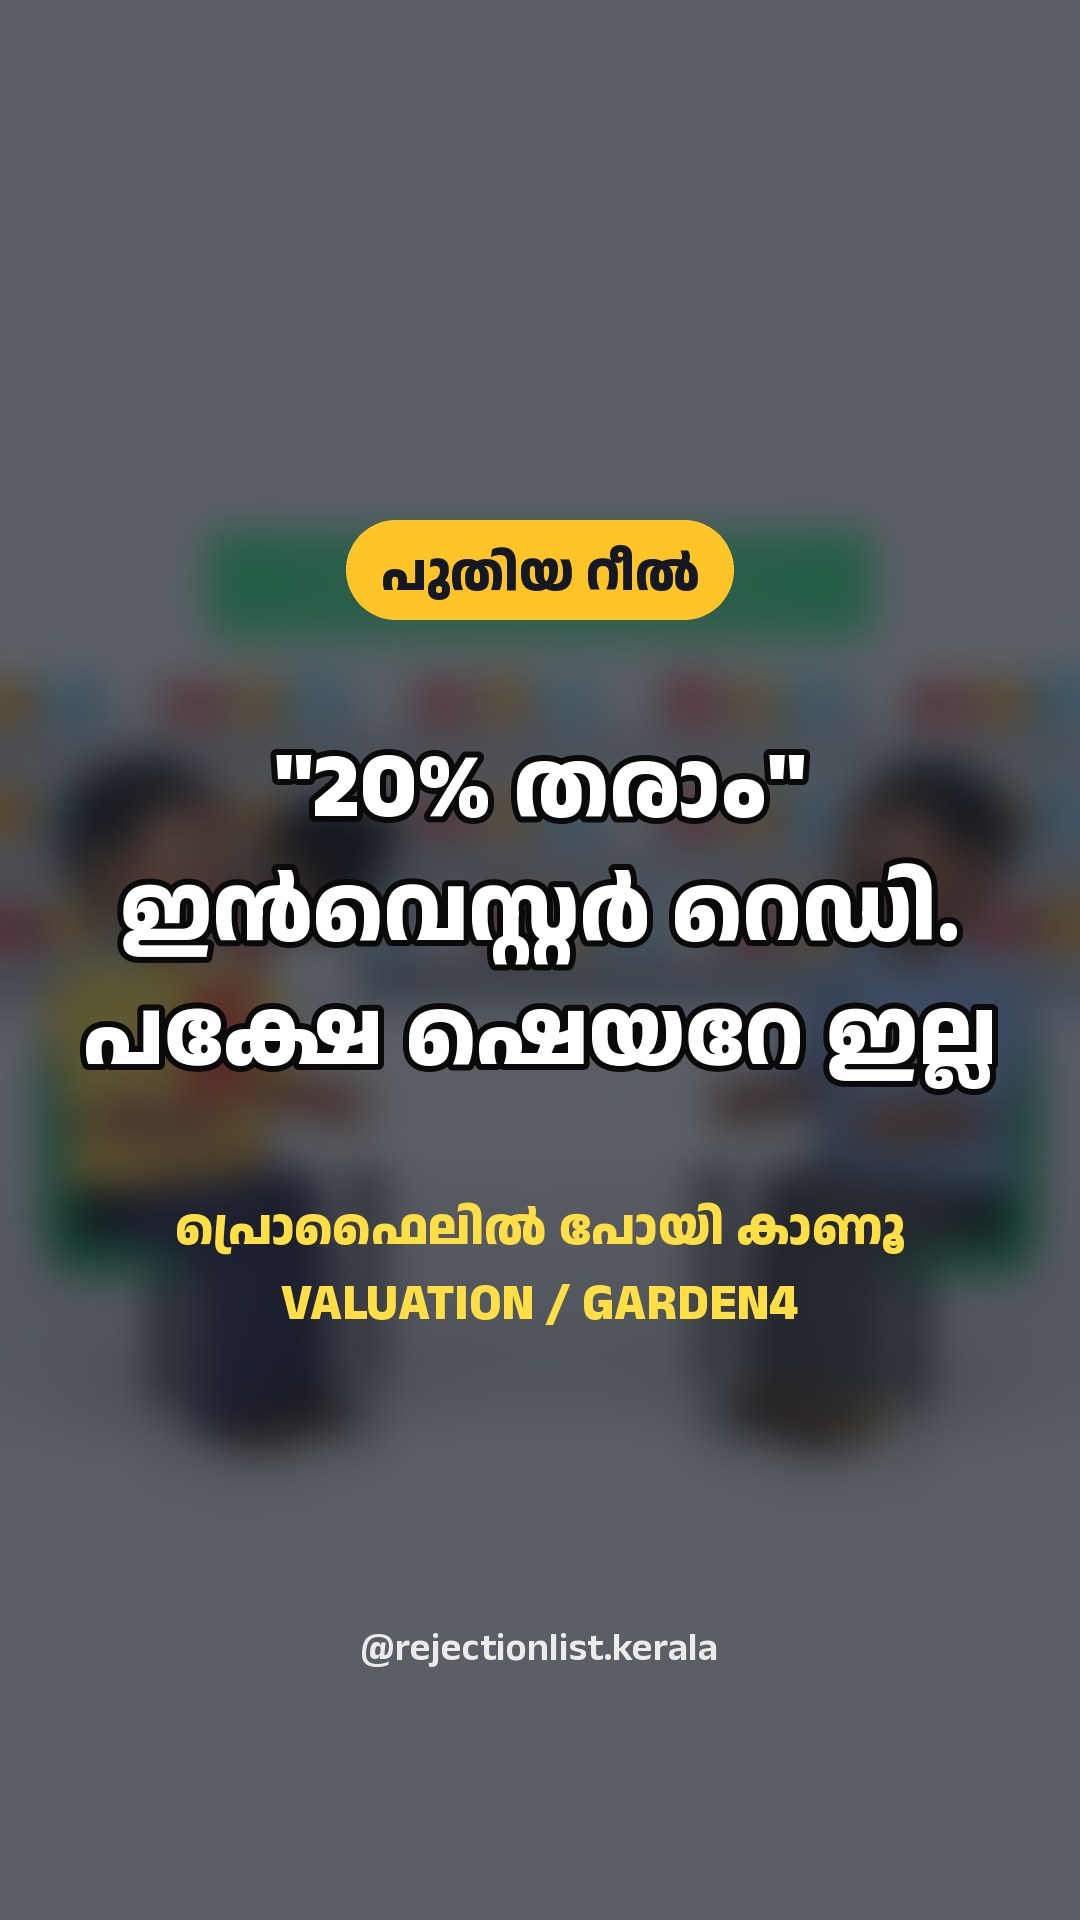 പുതിയ റീൽ
"20% തരാം"
ഇൻവെസ്റ്റർ റെഡി.
പക്ഷേ ഷെയറേ ഇല്ല
പ്രൊഫൈലിൽ പോയി കാണൂ
VALUATION / GARDEN4
@rejectionlist.kerala